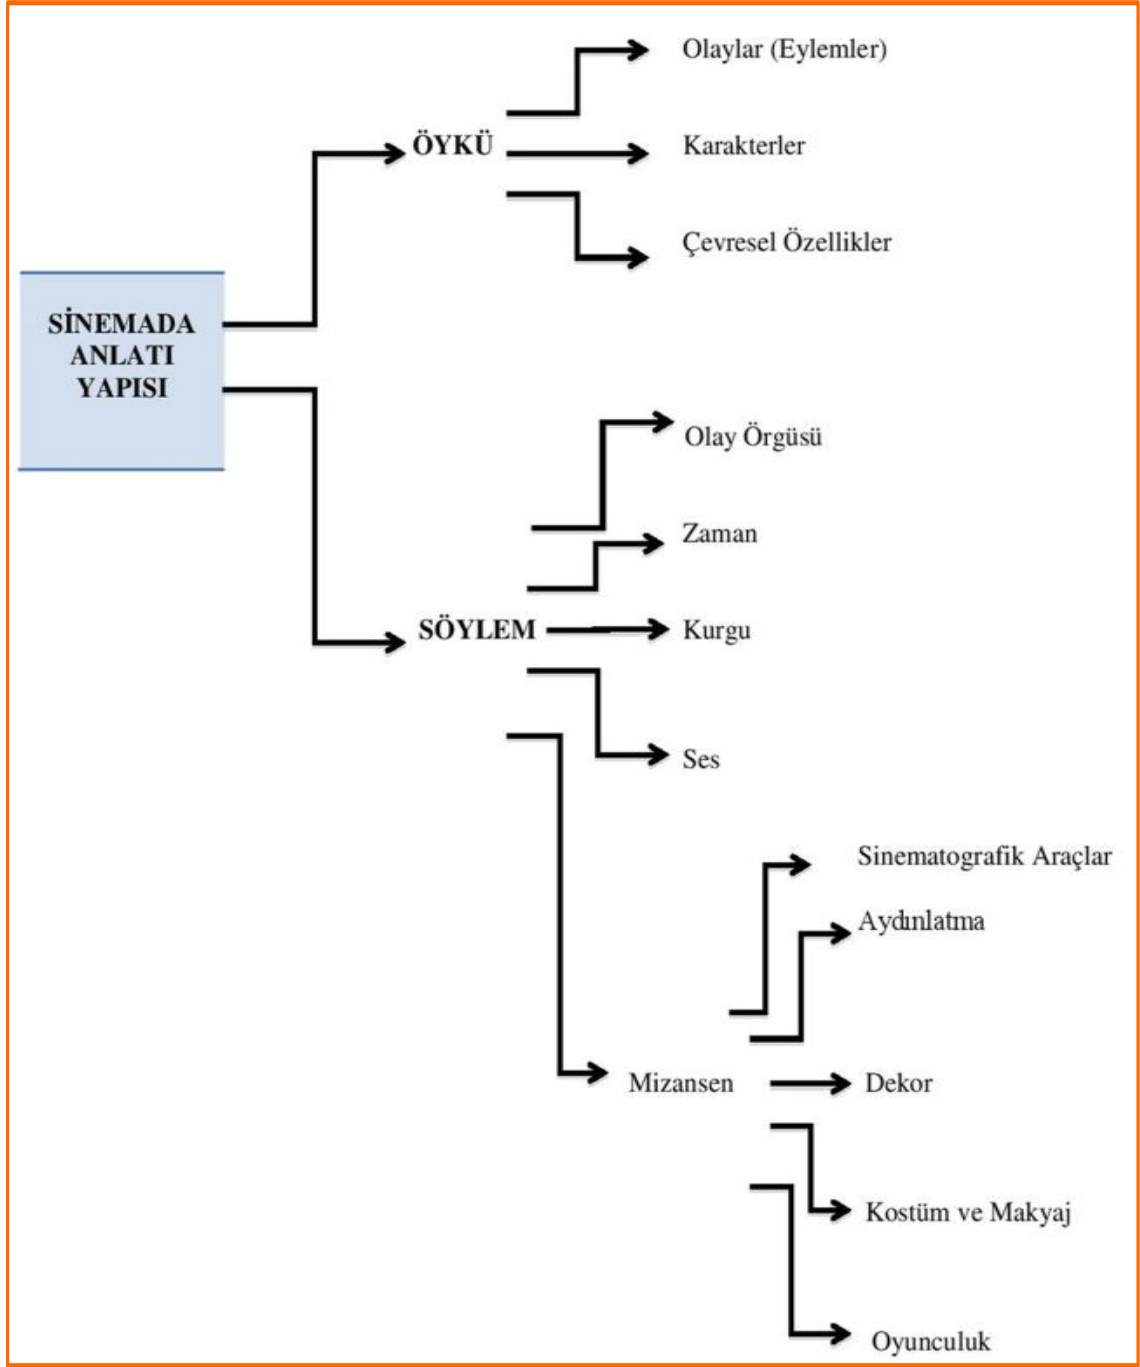 SİNEMADA
ANLATI
YAPISI
ÖYKÜ
Olaylar (Eylemler)
Karakterler
Çevresel Özellikler
SÖYLEM
Olay Örgüsü
Zaman
Kurgu
Ses
Mizansen
Sinematografik Araçlar
Aydınlatma
Dekor
Kostüm ve Makyaj
Oyunculuk